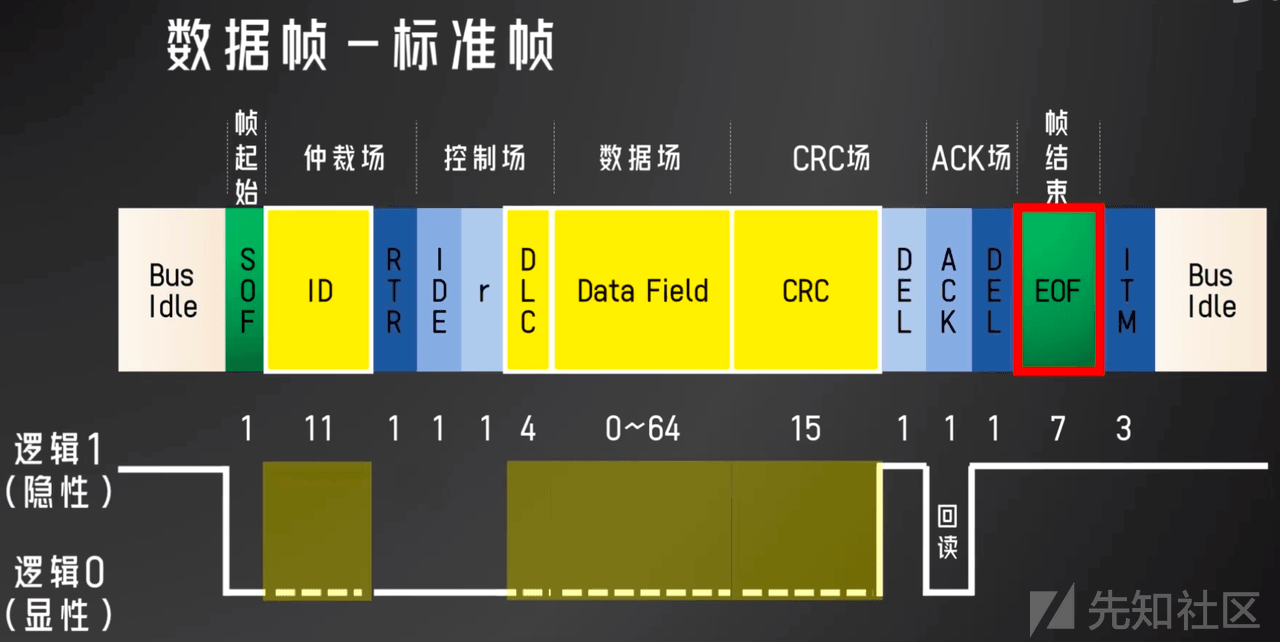 数据帧-标准帧
帧起始
仲裁场
控制场
数据场
CRC场
ACK场
帧结束
Bus Idle
SOF
ID
RTR
IDE
r
DLC
Data Field
CRC
DEL
ACK
DEL
EOF
ITM
Bus Idle
1 11 1 1 1 4 0~64 15 1 1 1 7 3
逻辑1
(隐性)
回读
逻辑0
(显性)
先知社区